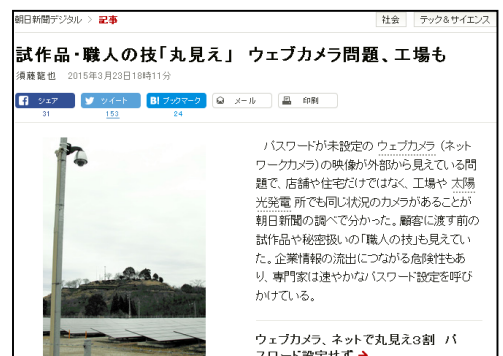 朝日新聞デジタル > 記事
社会 テック＆サイエンス
試作品・職人の技「丸見え」 ウェブカメラ問題、工場も
須藤龍也 2015年3月23日18時11分
シェア ツイート B! ブックマーク メール 印刷
31 153 24
パスワードが未設定のウェブカメラ（ネット
ワークカメラ）の映像が外部から見えている問
題で、店舗や住宅だけではなく、工場や太陽
光発電所でも同じ状況のカメラがあることが
朝日新聞の調べで分かった。顧客に渡す前の
試作品や秘密扱いの「職人の技」も見えてい
た。企業情報の流出につながる危険性もあ
り、専門家は速やかなパスワード設定を呼び
かけている。
ウェブカメラ、ネットで丸見え3割 パ
スワード設定せず